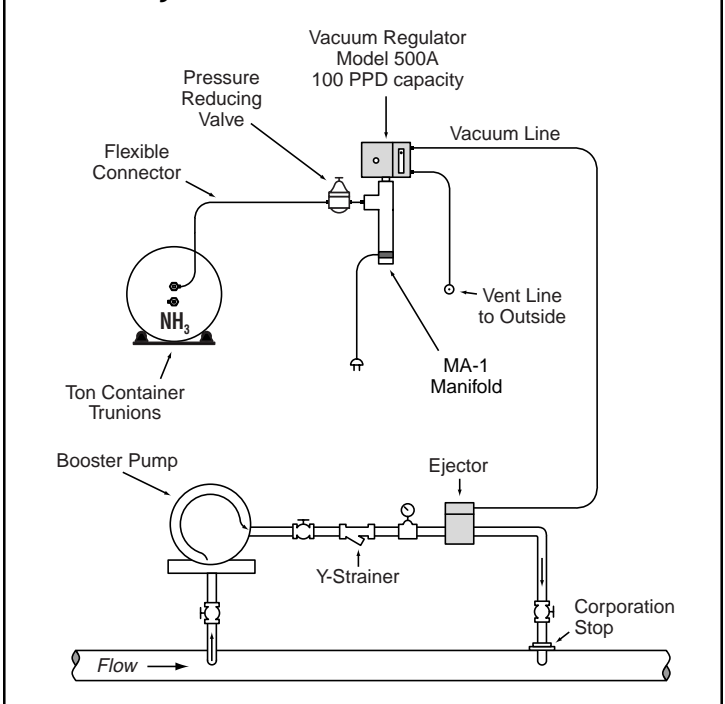 Vacuum Regulator
Model 500A
100 PPD capacity
Pressure
Reducing
Valve
Vacuum Line
Flexible
Connector
NH₃
Vent Line
to Outside
MA-1
Manifold
Ton Container
Trunions
Booster Pump
Ejector
Y-Strainer
Corporation
Stop
Flow